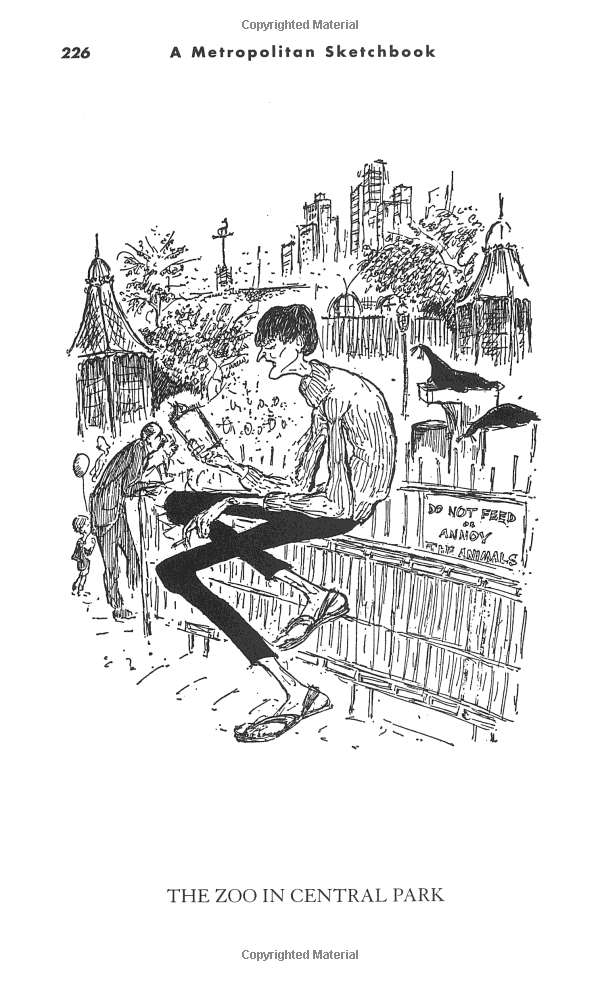 Copyrighted Material
226 A Metropolitan Sketchbook
DO NOT FEED
OR
ANNOY
THE ANIMALS
THE ZOO IN CENTRAL PARK
Copyrighted Material